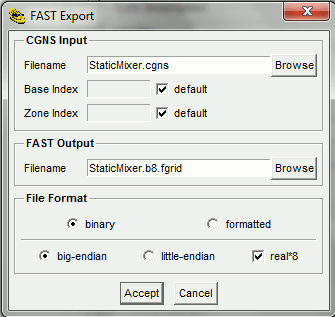 FAST Export
CGNS Input
Filename StaticMixer.cgns Browse
Base Index default
Zone Index default
FAST Output
Filename StaticMixer.b8.fgrid Browse
File Format
binary formatted
big-endian little-endian real*8
Accept Cancel